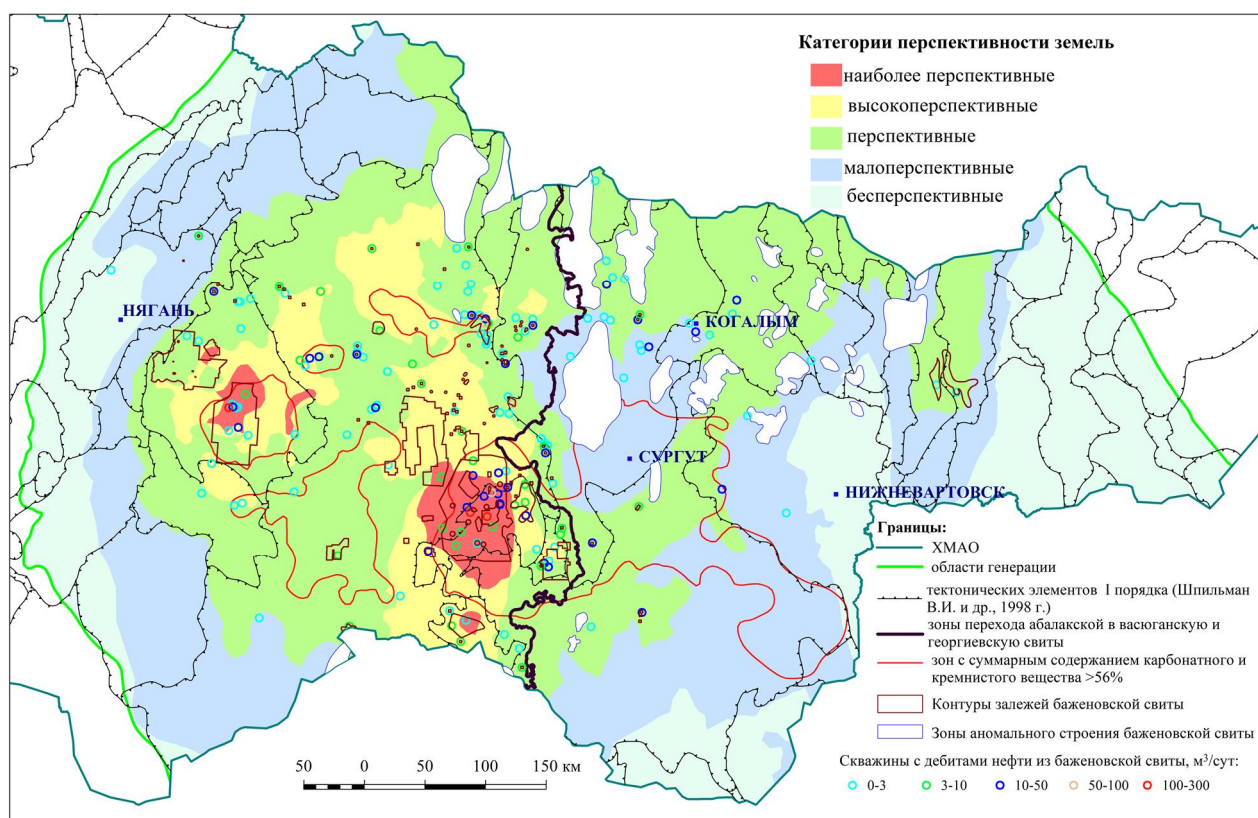 Категории перспективности земель
наиболее перспективные
высокоперспективные
перспективные
малоперспективные
бесперспективные
НЯГАНЬ
КОГАЛЫМ
СУРГУТ
НИЖНЕВАРТОВСК
Границы:
ХМАО
области генерации
тектонических элементов I порядка (Шпильман
В.И. и др., 1998 г.)
зоны перехода абалакской в васюганскую и
георгиевскую свиты
зон с суммарным содержанием карбонатного и
кремнистого вещества >56%
Контуры залежей баженовской свиты
Зоны аномального строения баженовской свиты
Скважины с дебитами нефти из баженовской свиты, м³/сут:
0-3 3-10 10-50 50-100 100-300
50 0 50 100 150 км